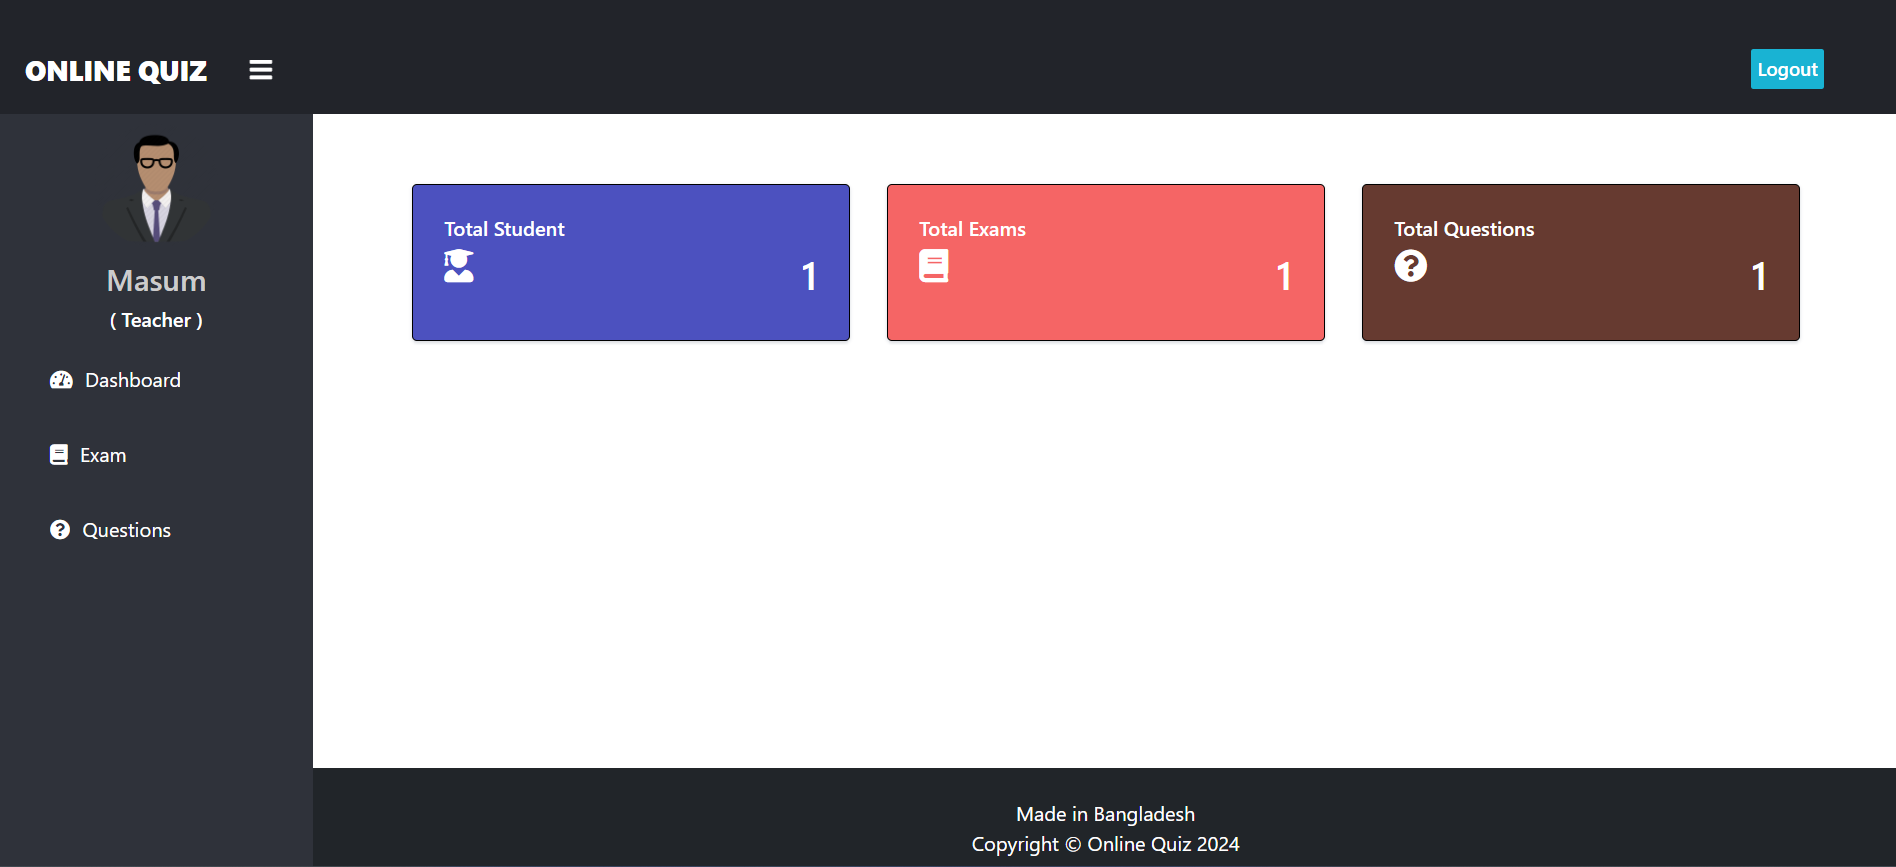 ONLINE QUIZ
Logout
Masum
( Teacher )
Dashboard
Exam
Questions
Total Student
1
Total Exams
1
Total Questions
1
Made in Bangladesh
Copyright © Online Quiz 2024